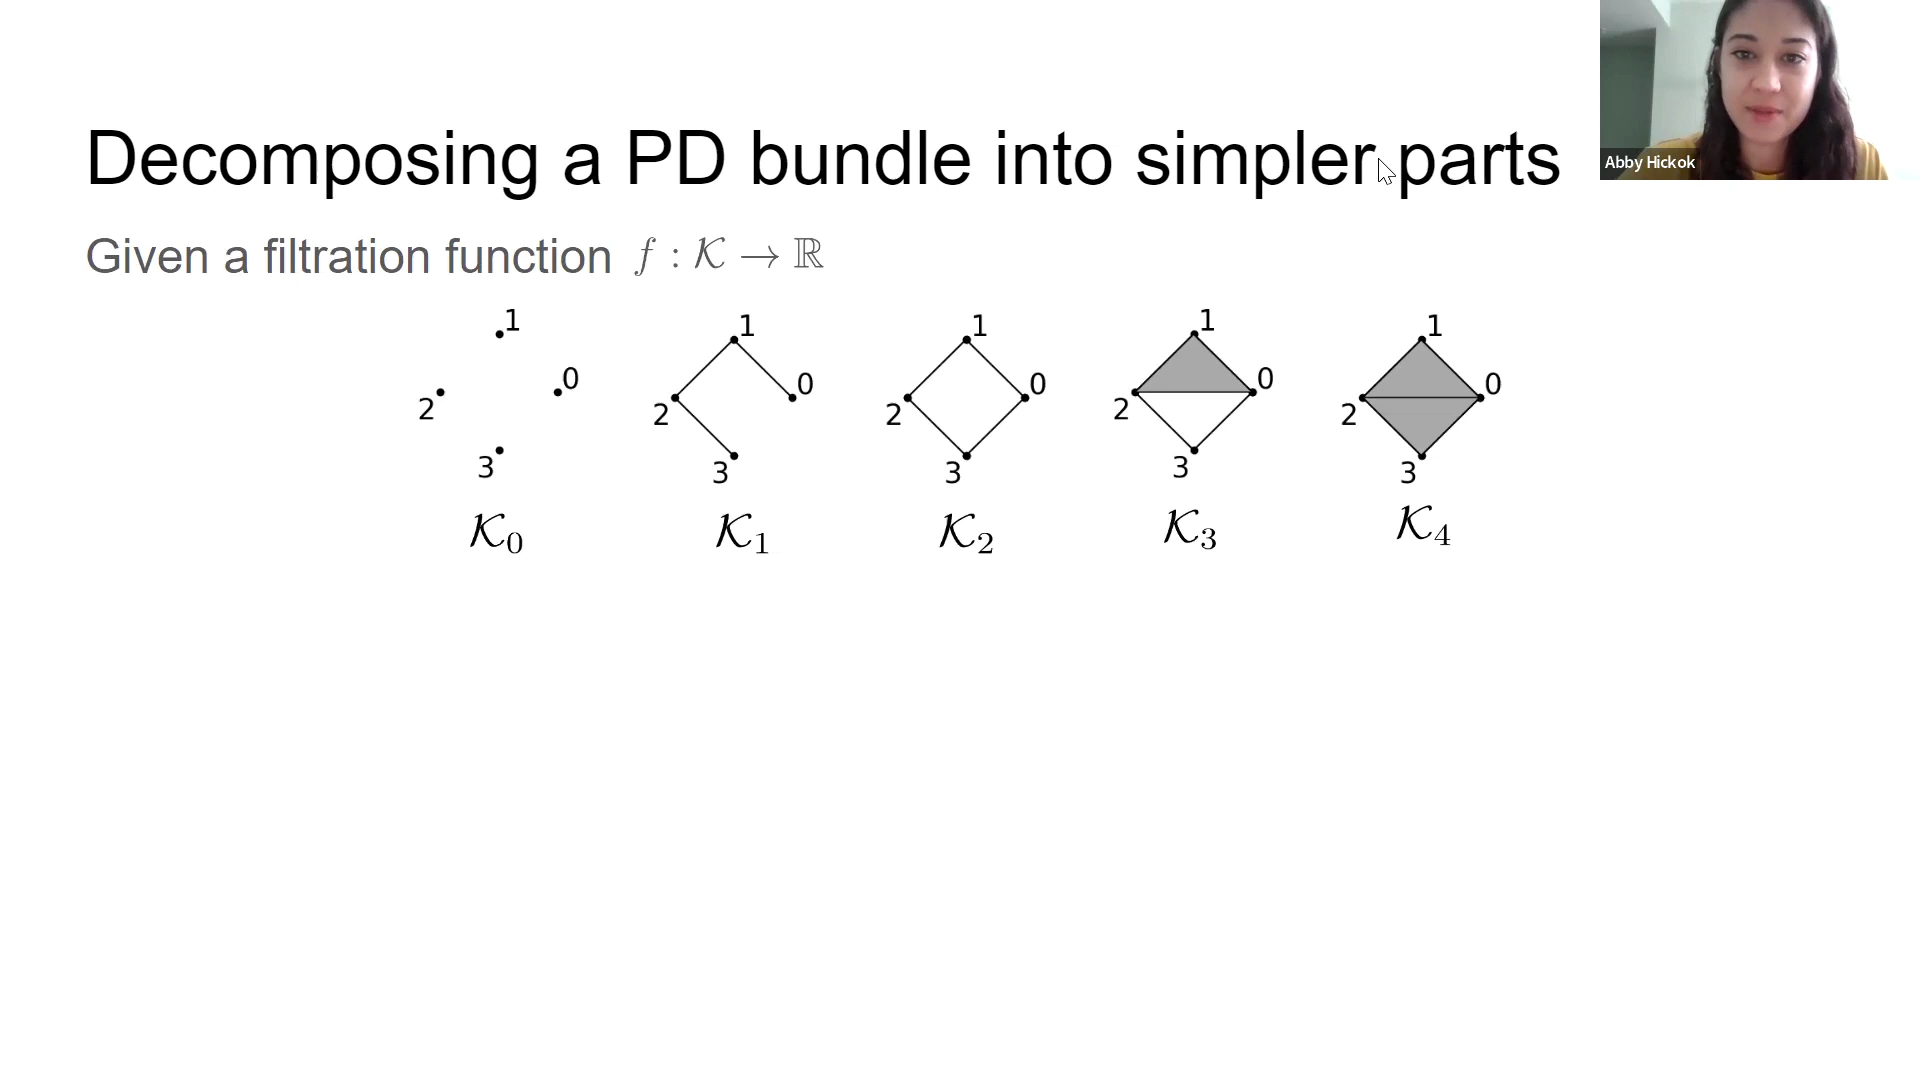 Decomposing a PD bundle into simpler parts
Abby Hickok
Given a filtration function f : 𝒦 → ℝ
1 2 0 3
1 2 0 3
1 2 0 3
1 2 0 3
1 2 0 3
𝒦₀ 𝒦₁ 𝒦₂ 𝒦₃ 𝒦₄